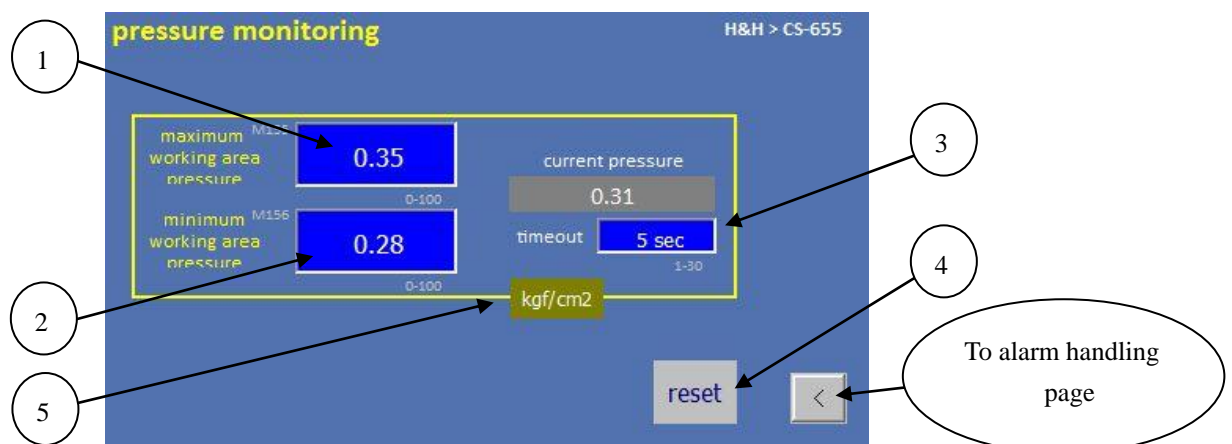 pressure monitoring
H&H > CS-655
1
maximum
working area
pressure
0.35
0-100
current pressure
0.31
3
minimum
working area
pressure
M156
0.28
0-100
timeout
5 sec
1-30
kgf/cm2
2
4
To alarm handling
page
reset
<
5